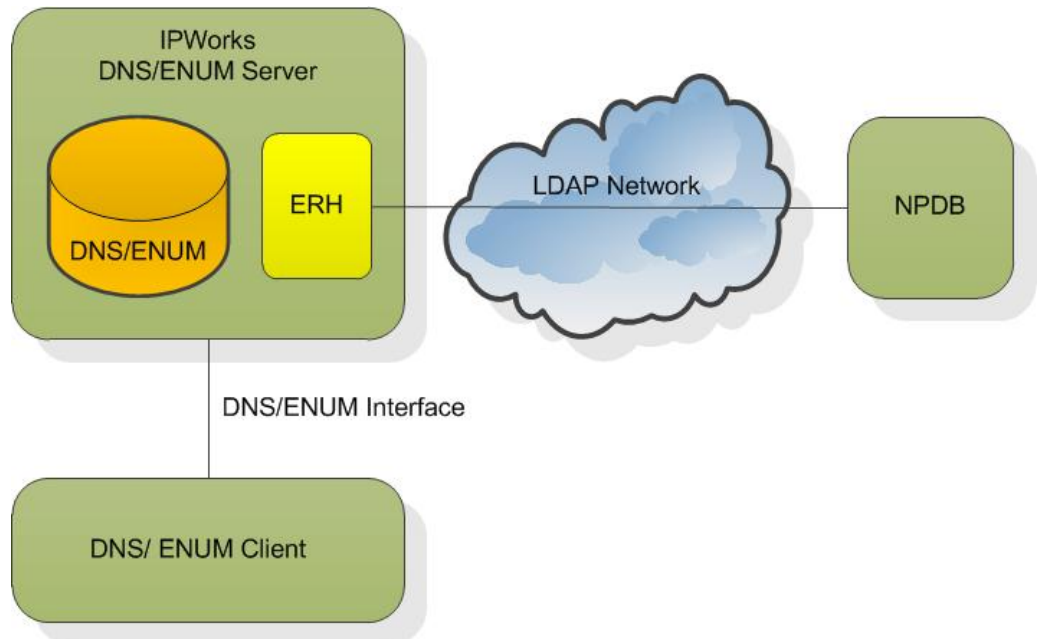 IPWorks
DNS/ENUM Server
DNS/ENUM
ERH
LDAP Network
NPDB
DNS/ENUM Interface
DNS/ ENUM Client